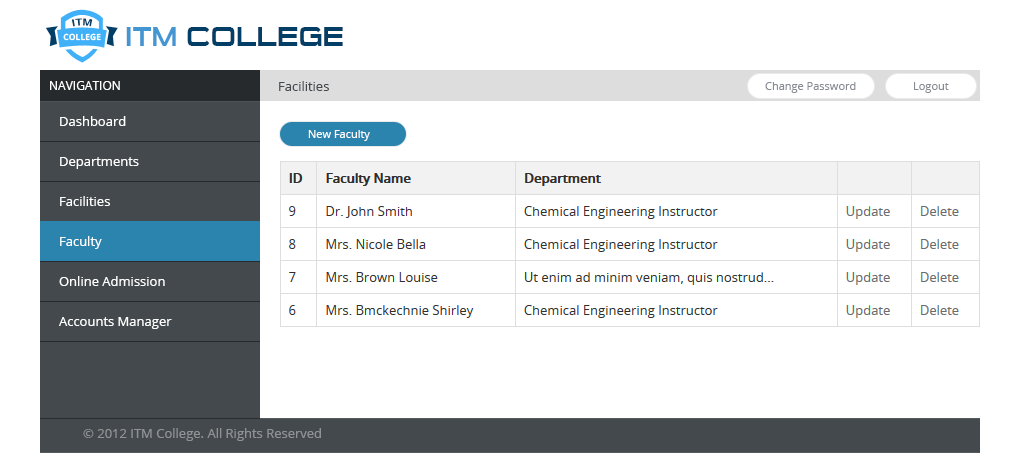 ITM
COLLEGE
ITM COLLEGE
NAVIGATION
Facilities
Change Password
Logout
Dashboard
Departments
Facilities
Faculty
Online Admission
Accounts Manager
New Faculty
ID Faculty Name Department
9 Dr. John Smith Chemical Engineering Instructor Update Delete
8 Mrs. Nicole Bella Chemical Engineering Instructor Update Delete
7 Mrs. Brown Louise Ut enim ad minim veniam, quis nostrud... Update Delete
6 Mrs. Bmckechnie Shirley Chemical Engineering Instructor Update Delete
© 2012 ITM College. All Rights Reserved